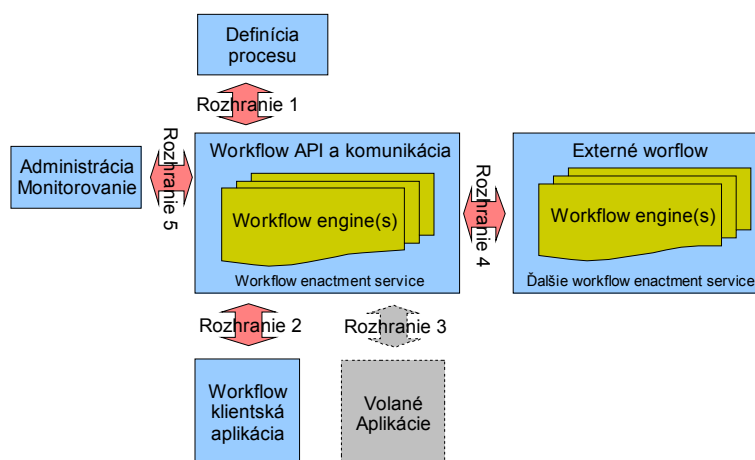 Definícia
procesu
Rozhranie 1
Workflow API a komunikácia
Externé worflow
Administrácia
Monitorovanie
Rozhranie 5
Workflow engine(s)
Rozhranie 4
Workflow engine(s)
Workflow enactment service
Ďalšie workflow enactment service
Rozhranie 2
Rozhranie 3
Workflow
klientská
aplikácia
Volané
Aplikácie